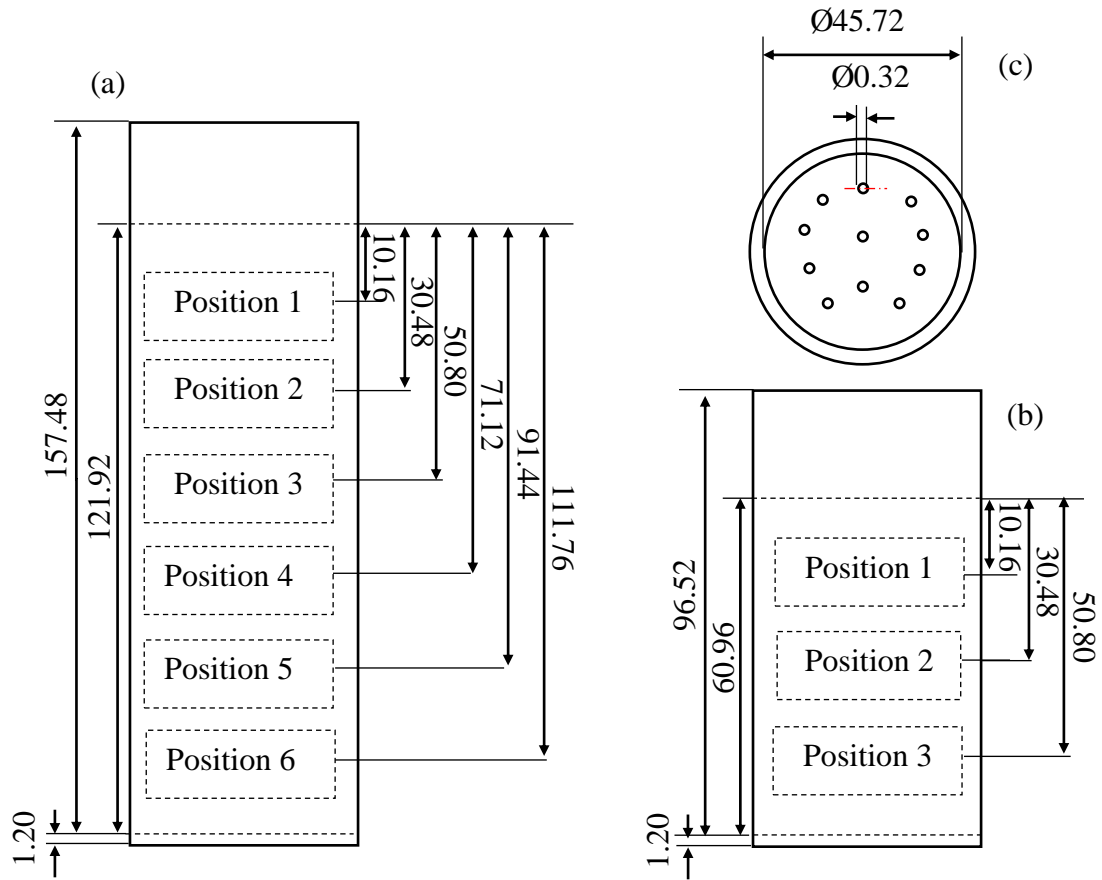 (a)
157.48
121.92
1.20
Position 1
Position 2
Position 3
Position 4
Position 5
Position 6
10.16
30.48
50.80
71.12
91.44
111.76
Ø45.72
(c)
Ø0.32
(b)
96.52
60.96
1.20
Position 1
Position 2
Position 3
10.16
30.48
50.80